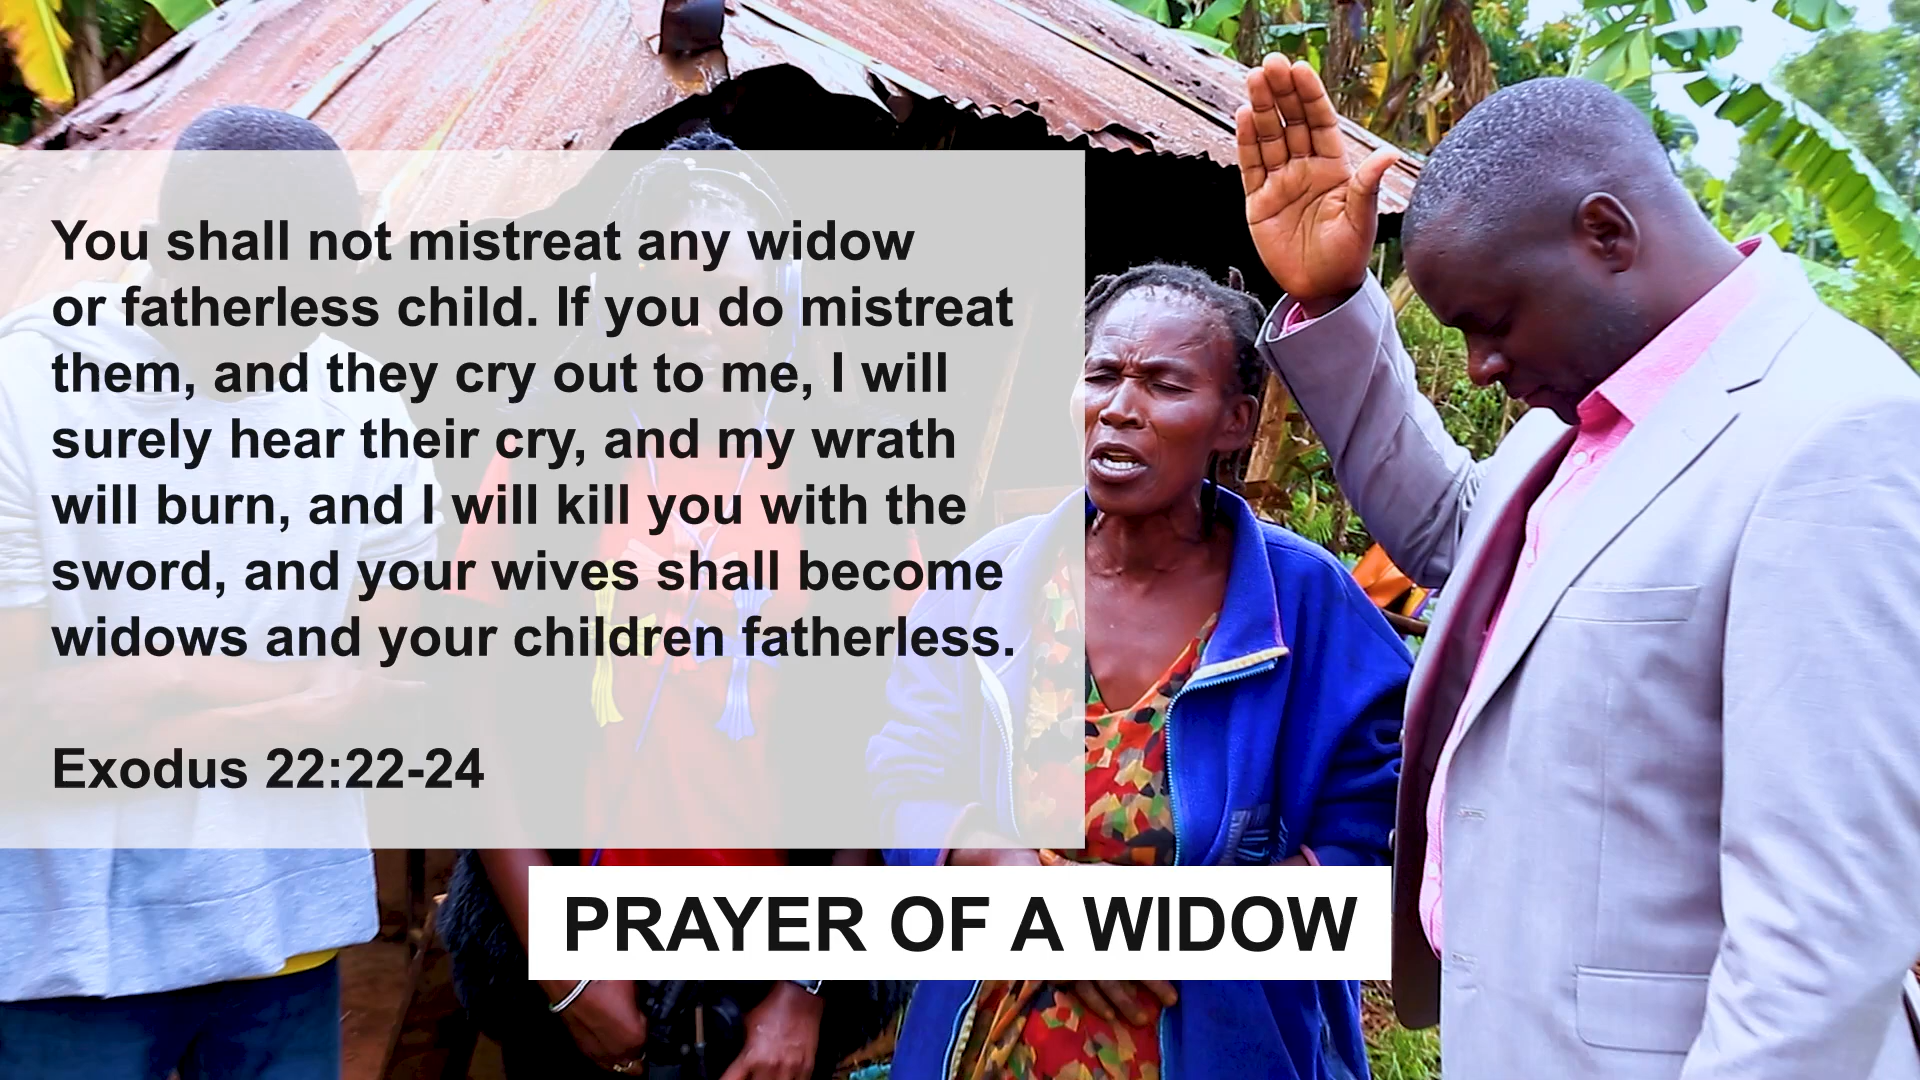 You shall not mistreat any widow
or fatherless child. If you do mistreat
them, and they cry out to me, I will
surely hear their cry, and my wrath
will burn, and I will kill you with the
sword, and your wives shall become
widows and your children fatherless.
Exodus 22:22-24
PRAYER OF A WIDOW